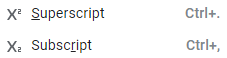 X² Superscript Ctrl+.
X₂ Subscript Ctrl+,